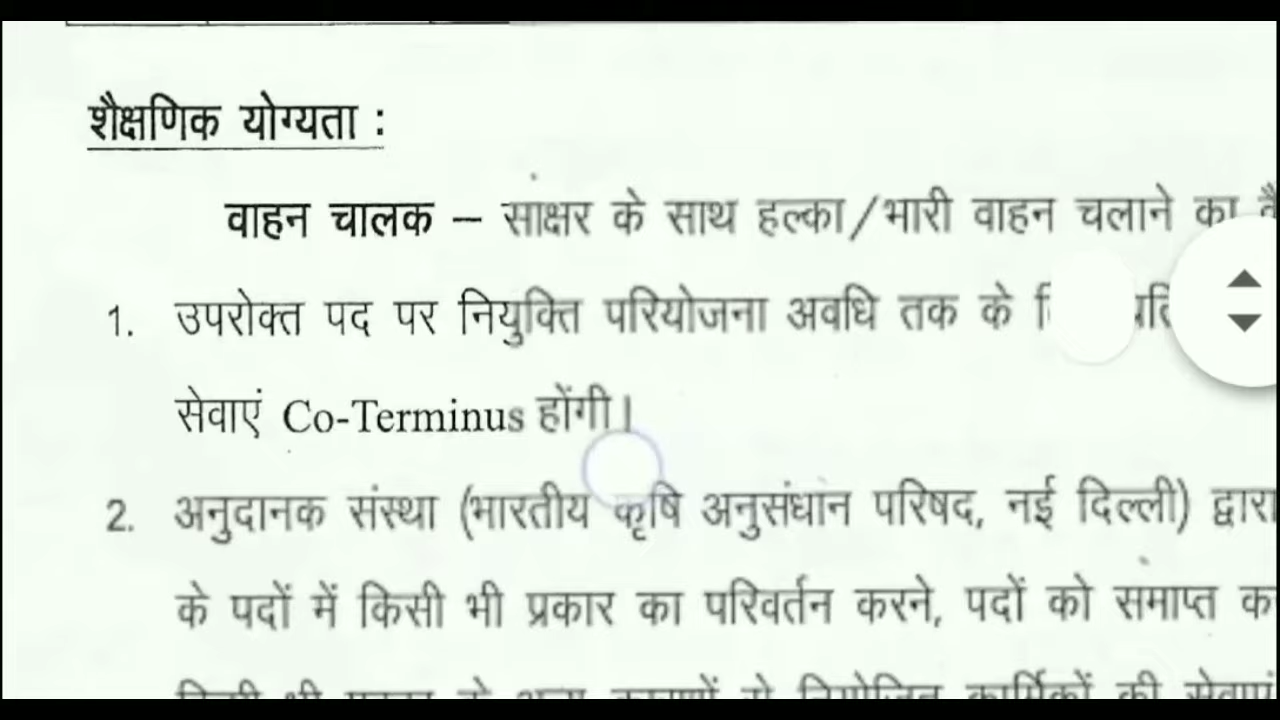 शैक्षणिक योग्यता :
वाहन चालक – साक्षर के साथ हल्का/भारी वाहन चलाने का
1. उपरोक्त पद पर नियुक्ति परियोजना अवधि तक के
सेवाएं Co-Terminus होंगी।
2. अनुदानक संस्था (भारतीय कृषि अनुसंधान परिषद, नई दिल्ली) द्वारा
के पदों में किसी भी प्रकार का परिवर्तन करने, पदों को समाप्त